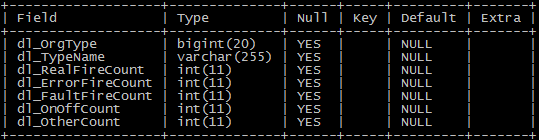 +-------------------+--------------+------+-----+---------+-------+
| Field             | Type         | Null | Key | Default | Extra |
+-------------------+--------------+------+-----+---------+-------+
| dl_OrgType        | bigint(20)   | YES  |     | NULL    |       |
| dl_TypeName       | varchar(255) | YES  |     | NULL    |       |
| dl_RealFireCount  | int(11)      | YES  |     | NULL    |       |
| dl_ErrorFireCount | int(11)      | YES  |     | NULL    |       |
| dl_FaultFireCount | int(11)      | YES  |     | NULL    |       |
| dl_OnOffCount     | int(11)      | YES  |     | NULL    |       |
| dl_OtherCount     | int(11)      | YES  |     | NULL    |       |
+-------------------+--------------+------+-----+---------+-------+